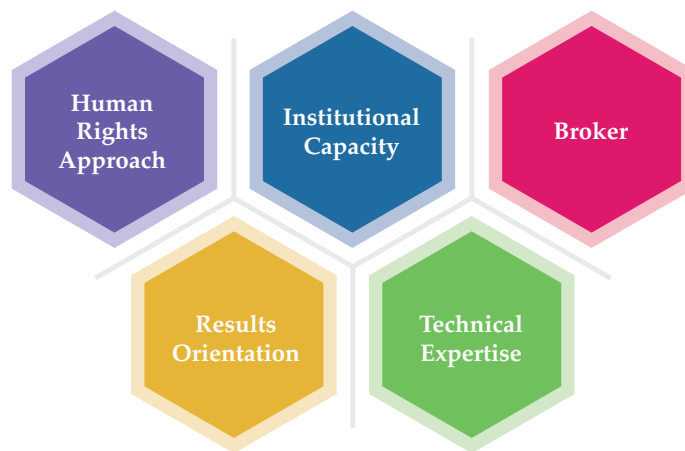 Human
Rights
Approach
Institutional
Capacity
Broker
Results
Orientation
Technical
Expertise